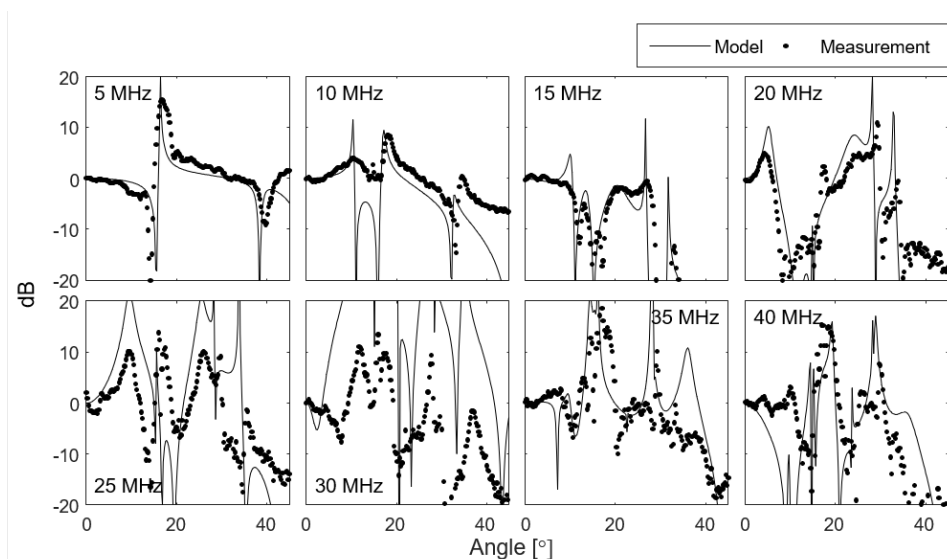 Model Measurement
5 MHz 10 MHz 15 MHz 20 MHz
20
10
0
-10
-20
dB
35 MHz 40 MHz
25 MHz 30 MHz
20
10
0
-10
-20
0 20 40 0 20 40 0 20 40 0 20 40
Angle [°]